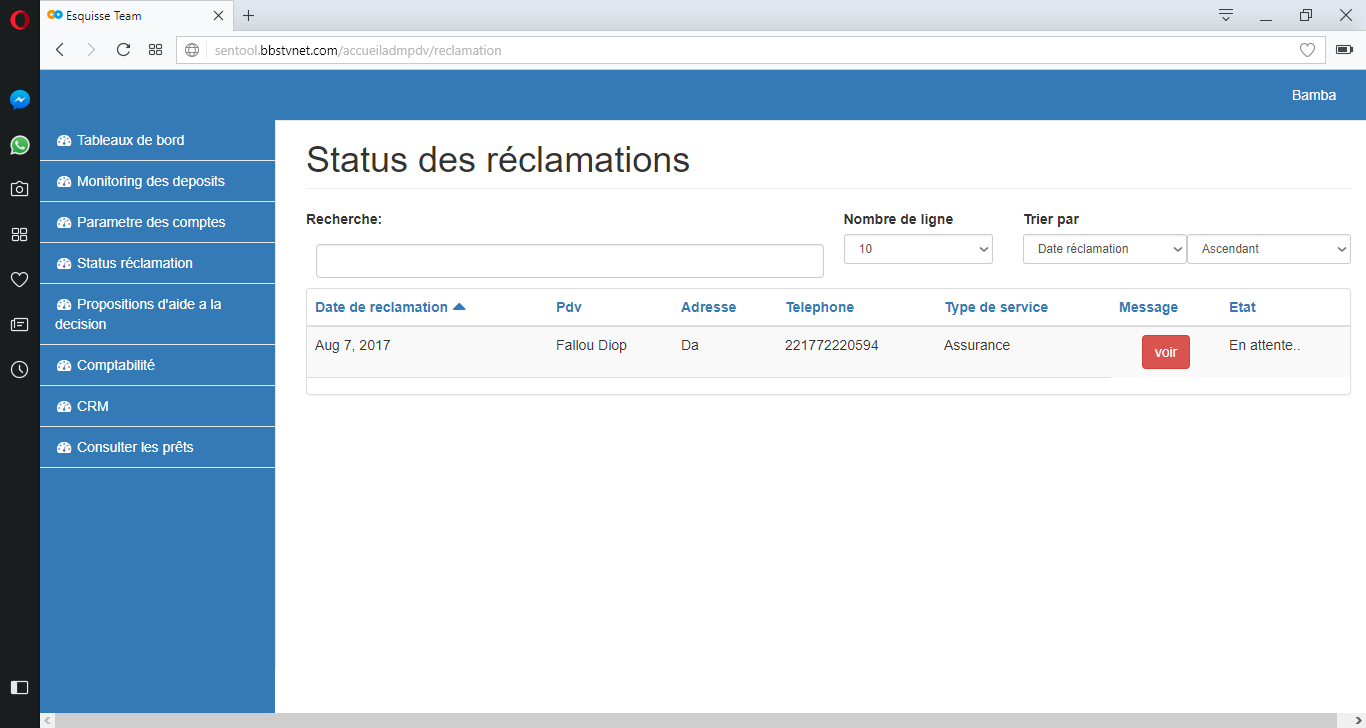 Esquisse Team
sentool.bbstvnet.com/accueiladmpdv/reclamation
Bamba
Tableaux de bord
Monitoring des deposits
Parametre des comptes
Status réclamation
Propositions d'aide a la
decision
Comptabilité
CRM
Consulter les prêts
Status des réclamations
Recherche:
Nombre de ligne
Trier par
10
Date réclamation
Ascendant
Date de reclamation Pdv Adresse Telephone Type de service Message Etat
Aug 7, 2017 Fallou Diop Da 221772220594 Assurance voir En attente..